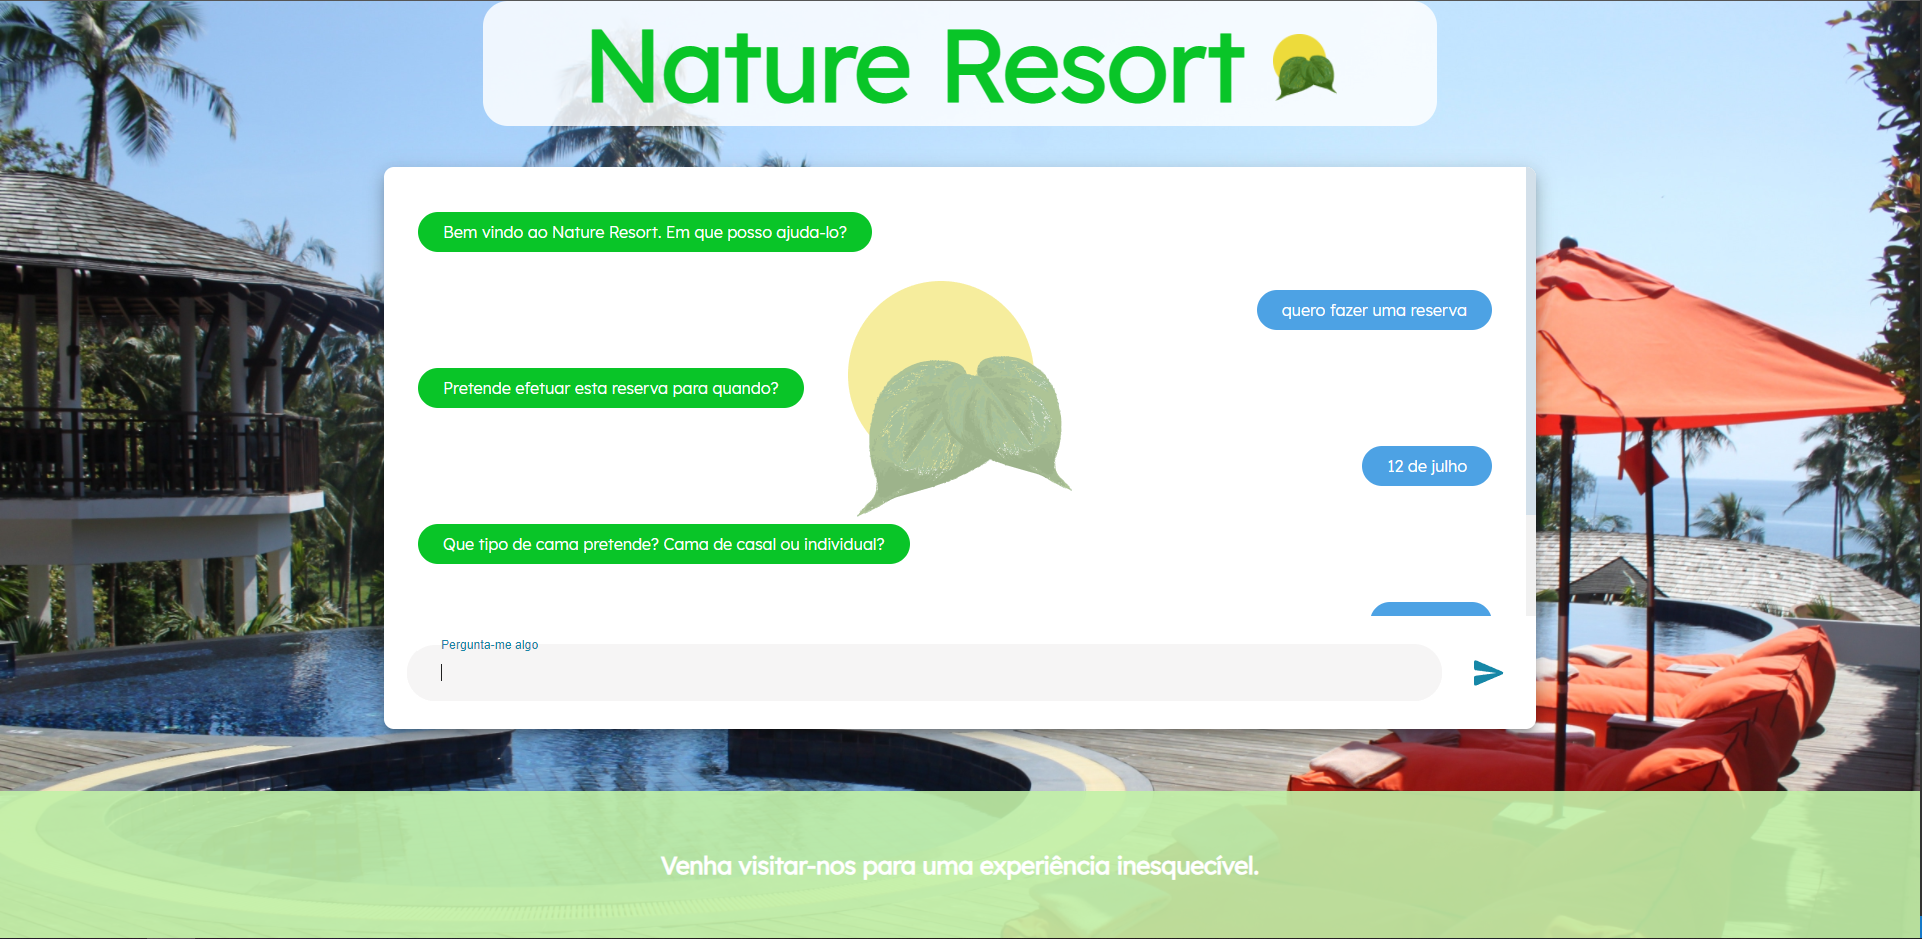 Nature Resort
Bem vindo ao Nature Resort. Em que posso ajuda-lo?
quero fazer uma reserva
Pretende efetuar esta reserva para quando?
12 de julho
Que tipo de cama pretende? Cama de casal ou individual?
Pergunta-me algo
Venha visitar-nos para uma experiência inesquecível.